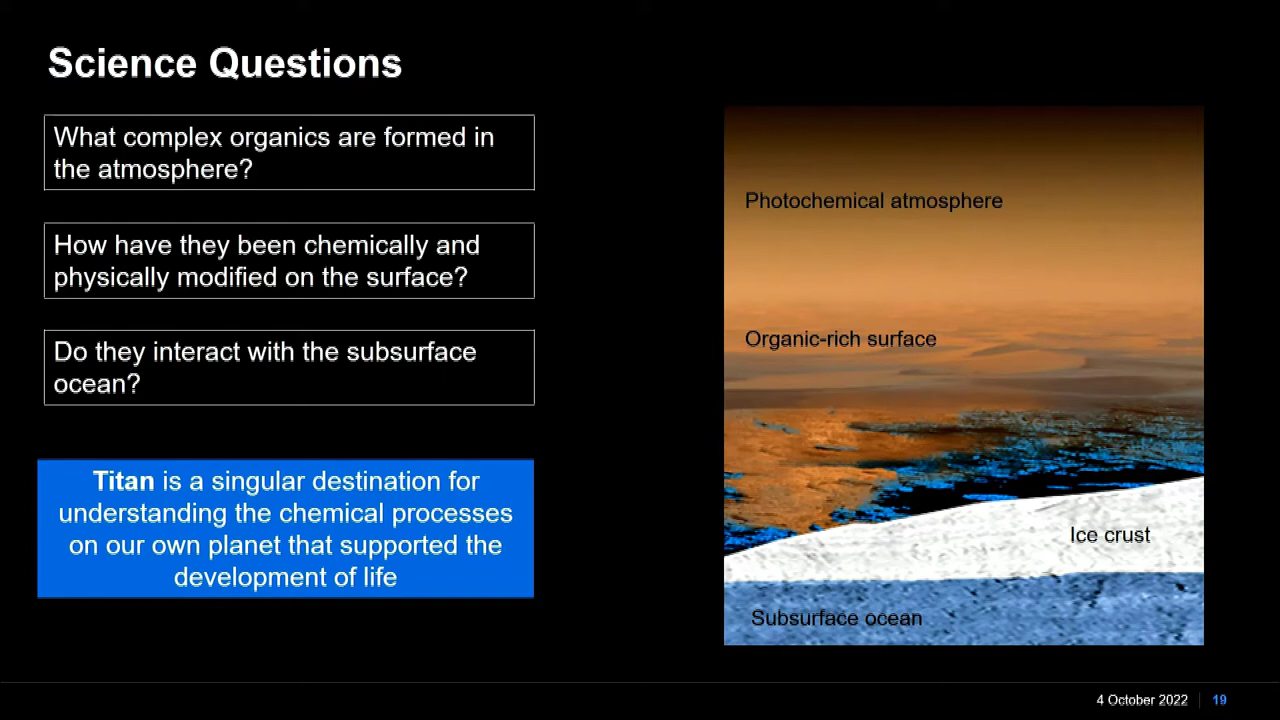 Science Questions
What complex organics are formed in
the atmosphere?
How have they been chemically and
physically modified on the surface?
Do they interact with the subsurface
ocean?
Titan is a singular destination for
understanding the chemical processes
on our own planet that supported the
development of life
Photochemical atmosphere
Organic-rich surface
Ice crust
Subsurface ocean
4 October 2022
19